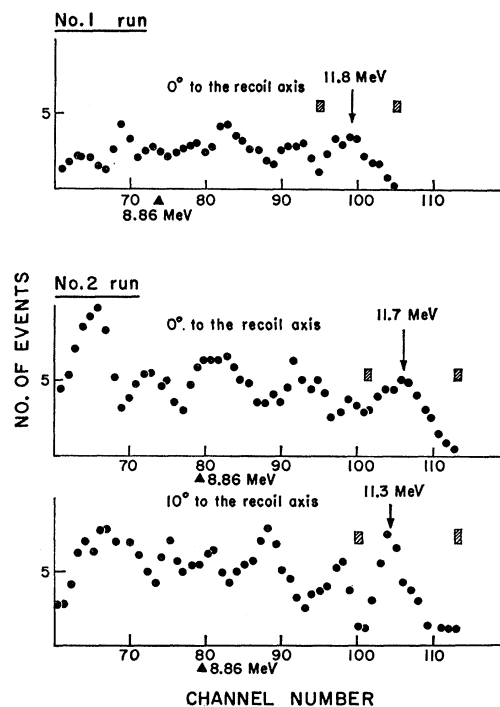 No.1 run
0° to the recoil axis
11.8 MeV
5
70 80 90 100 110
▲
8.86 MeV
No.2 run
0°. to the recoil axis
11.7 MeV
5
70 80 90 100 110
▲8.86 MeV
10° to the recoil axis
11.3 MeV
5
70 80 90 100 110
▲8.86 MeV
NO. OF EVENTS
CHANNEL NUMBER